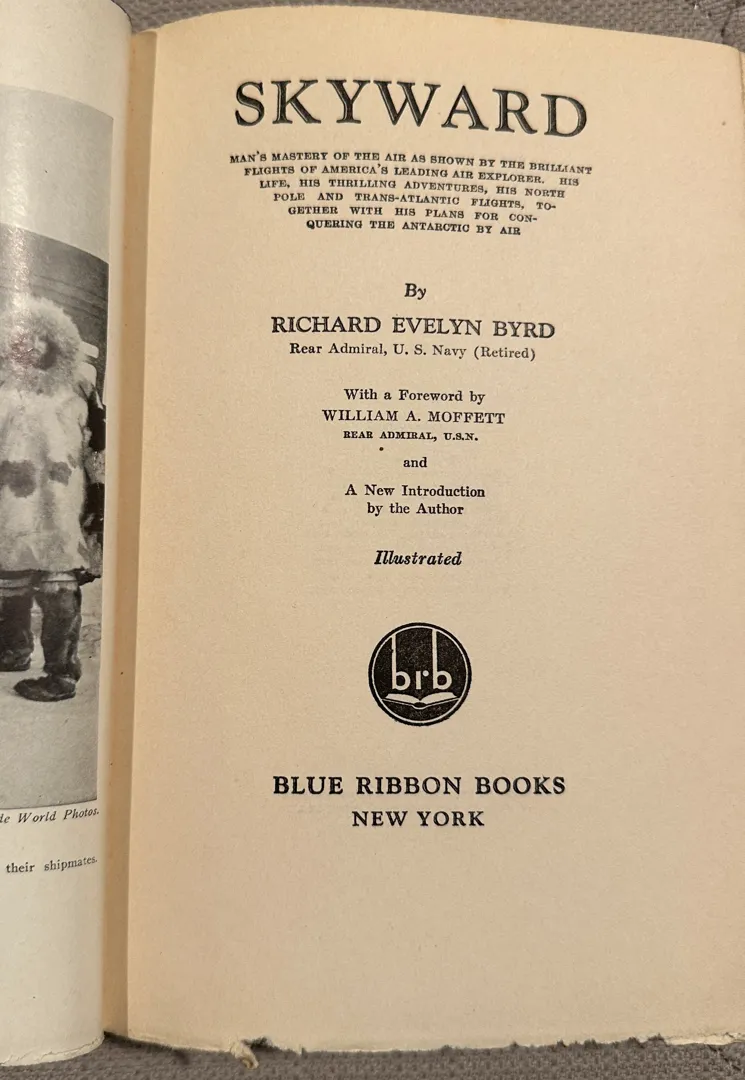 SKYWARD
MAN'S MASTERY OF THE AIR AS SHOWN BY THE BRILLIANT
FLIGHTS OF AMERICA'S LEADING AIR EXPLORER. HIS
LIFE, HIS THRILLING ADVENTURES, HIS NORTH
POLE AND TRANS-ATLANTIC FLIGHTS, TO-
GETHER WITH HIS PLANS FOR CON-
QUERING THE ANTARCTIC BY AIR
By
RICHARD EVELYN BYRD
Rear Admiral, U. S. Navy (Retired)
With a Foreword by
WILLIAM A. MOFFETT
REAR ADMIRAL, U.S.N.
and
A New Introduction
by the Author
Illustrated
brb
BLUE RIBBON BOOKS
NEW YORK
World Photos.
their shipmates.